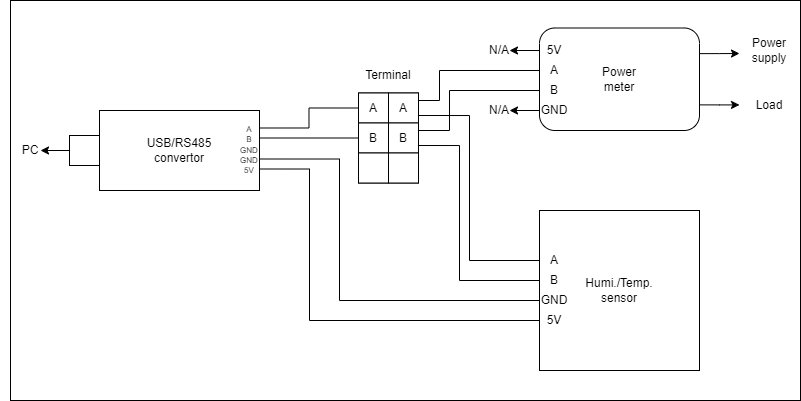 Power
supply
N/A
5V
A
Power
meter
B
N/A
GND
Load
Terminal
A
A
B
B
PC
USB/RS485
convertor
A
B
GND
GND
5V
A
B
Humi./Temp.
sensor
GND
5V